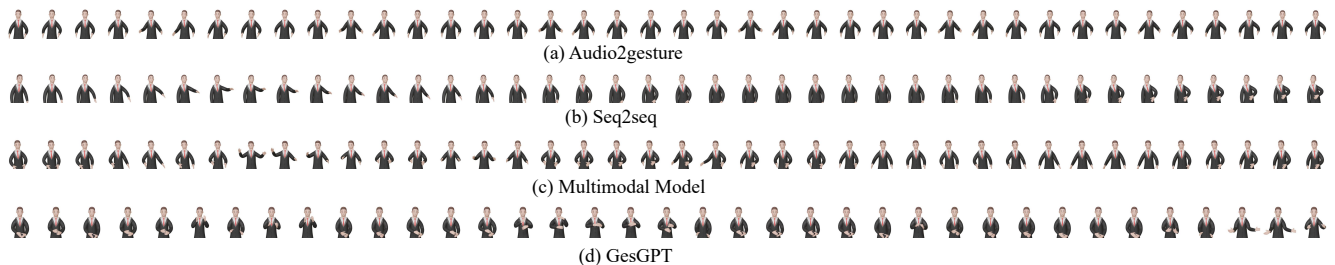 (a) Audio2gesture
(b) Seq2seq
(c) Multimodal Model
(d) GesGPT